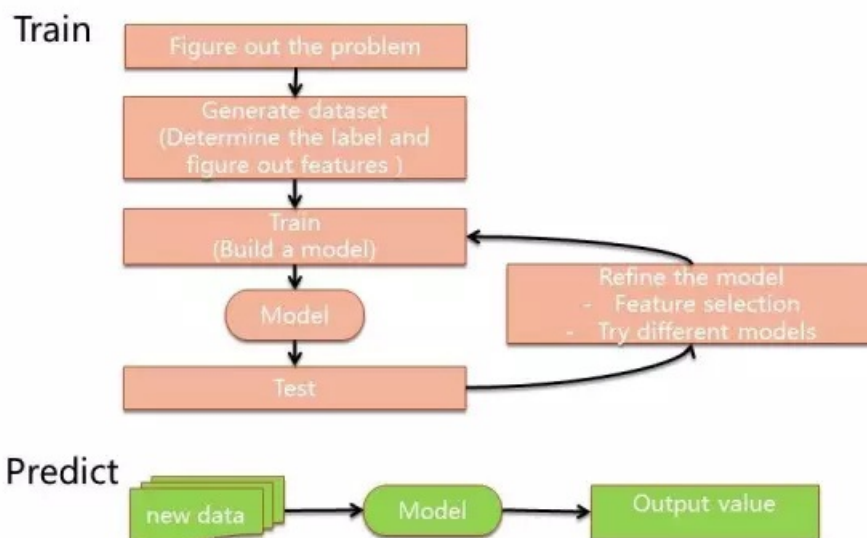 Train
Figure out the problem
Generate dataset
(Determine the label and
figure out features )
Train
(Build a model)
Refine the model
- Feature selection
- Try different models
Model
Test
Predict
new data
Model
Output value